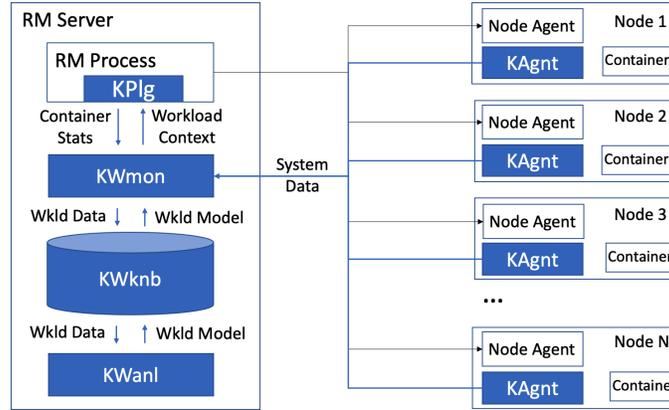 RM Server
RM Process
KPlg
Container
Stats
Workload
Context
KWmon
Wkld Data
Wkld Model
KWknb
Wkld Data
Wkld Model
KWanl
System
Data
Node 1
Node Agent
KAgnt
Container
Node 2
Node Agent
KAgnt
Container
Node 3
Node Agent
KAgnt
Container
...
Node N
Node Agent
KAgnt
Containe